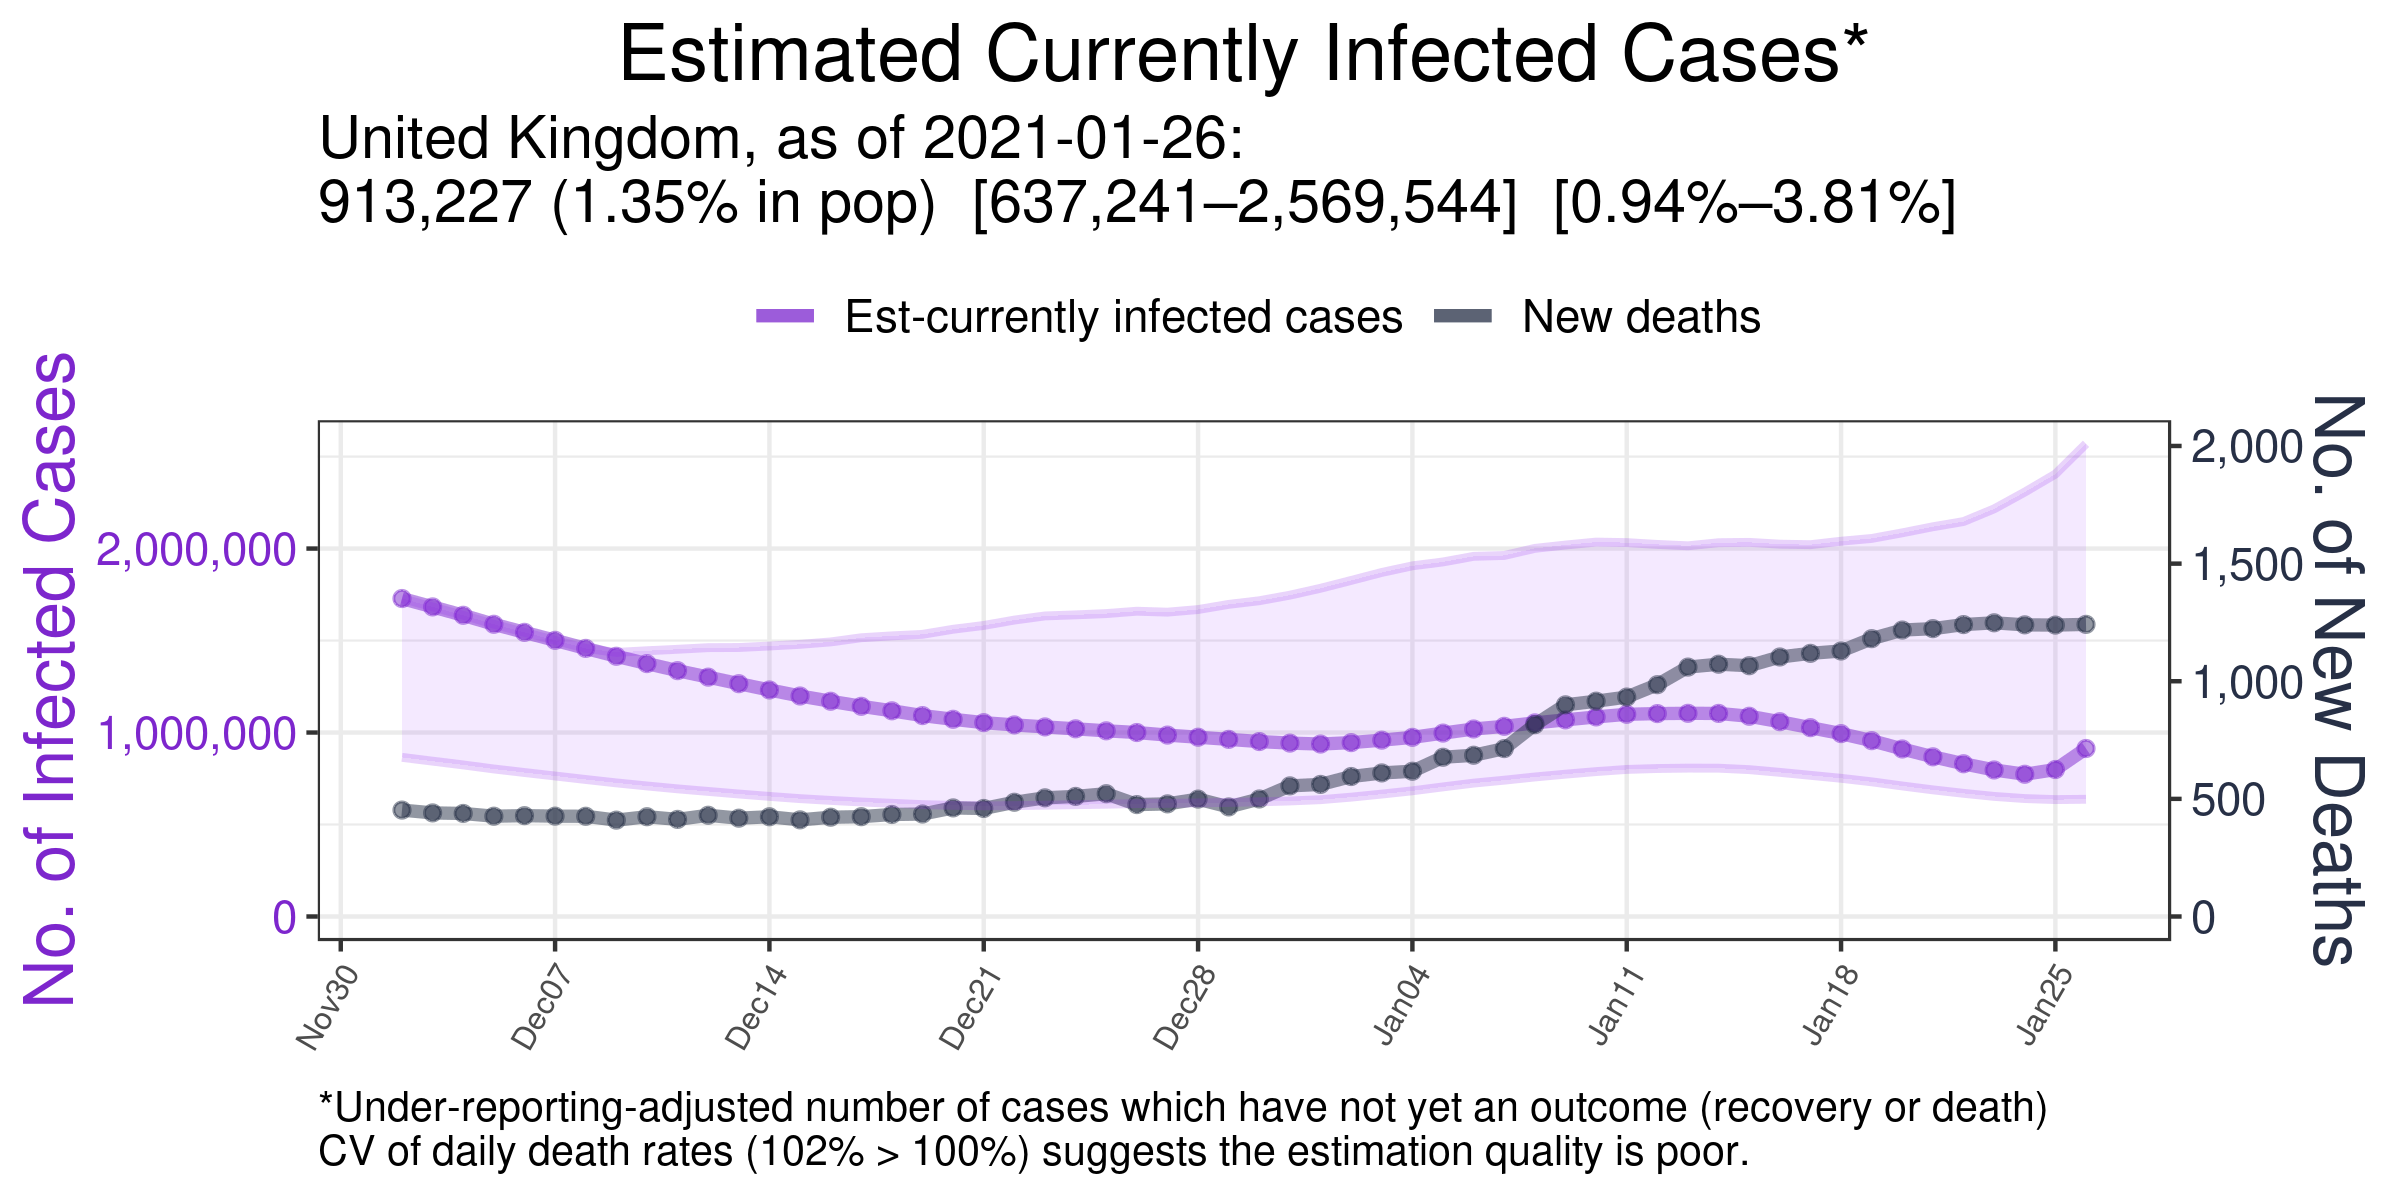 Estimated Currently Infected Cases*
United Kingdom, as of 2021-01-26:
913,227 (1.35% in pop)  [637,241–2,569,544]  [0.94%–3.81%]
Est-currently infected cases
New deaths
No. of Infected Cases
2,000,000
1,000,000
0
2,000
1,500
1,000
500
0
No. of New Deaths
Nov30
Dec07
Dec14
Dec21
Dec28
Jan04
Jan11
Jan18
Jan25
*Under-reporting-adjusted number of cases which have not yet an outcome (recovery or death)
CV of daily death rates (102% > 100%) suggests the estimation quality is poor.